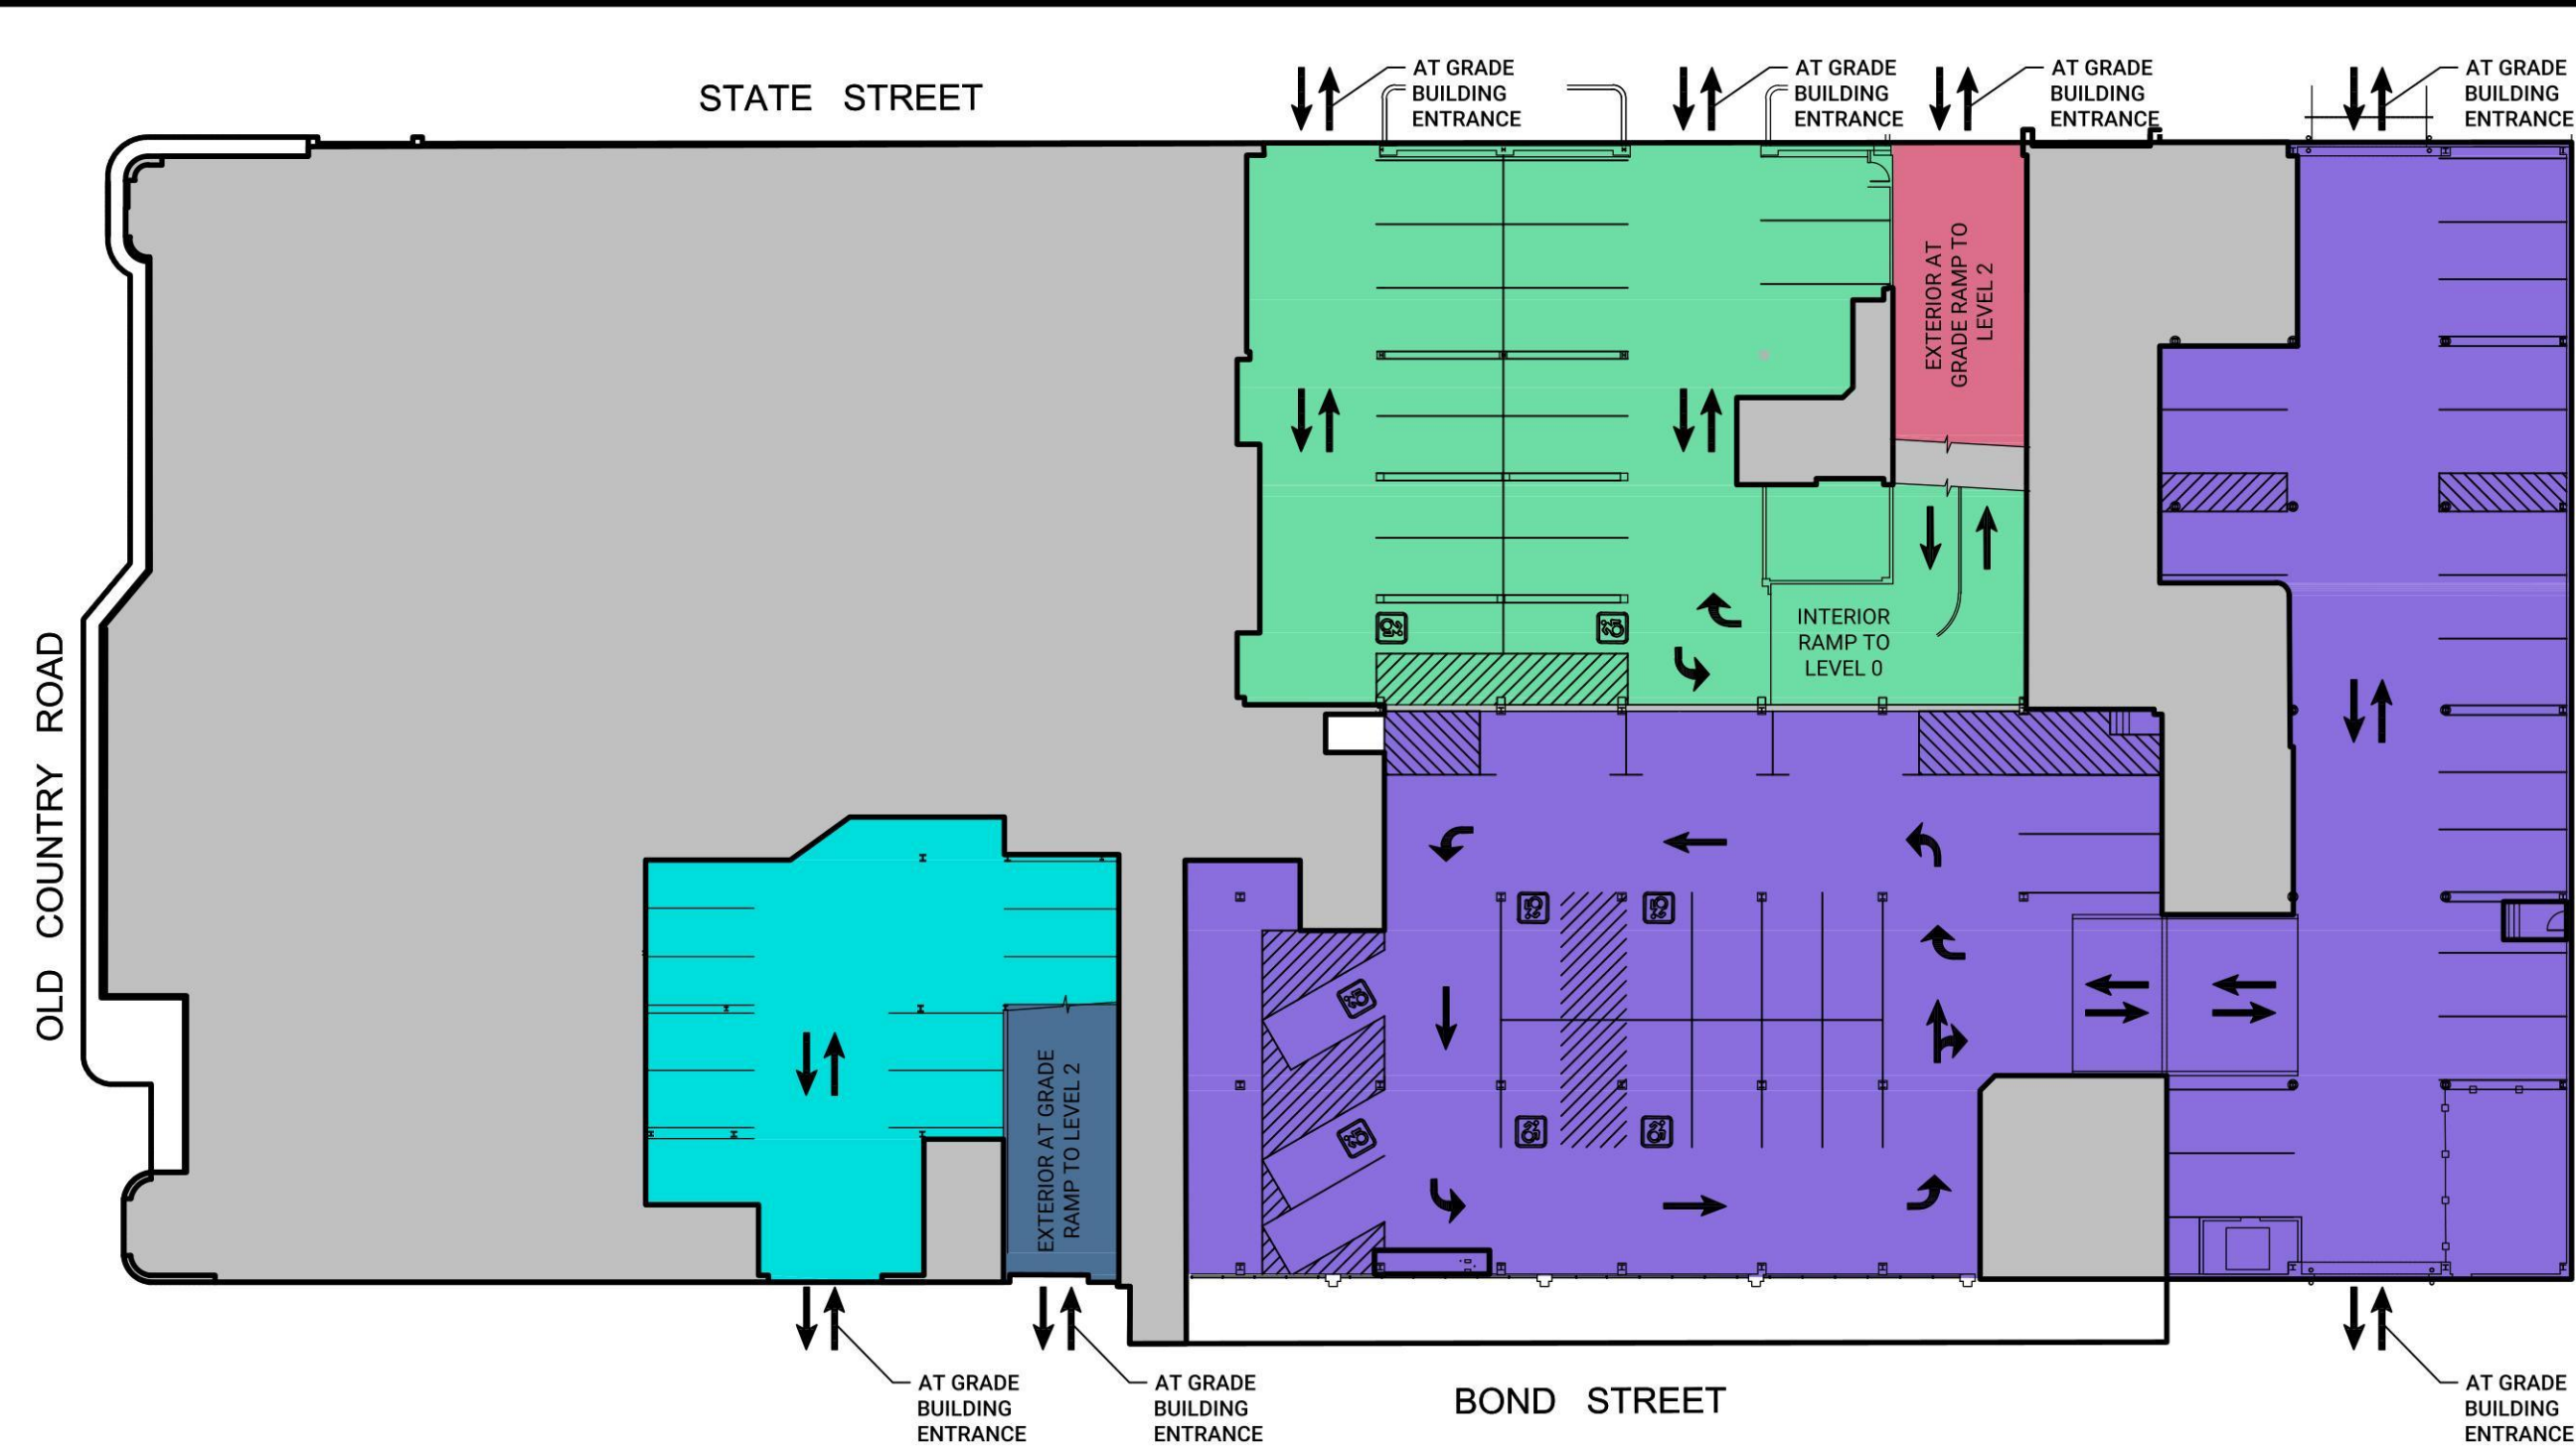 STATE STREET
AT GRADE
BUILDING
ENTRANCE
AT GRADE
BUILDING
ENTRANCE
AT GRADE
BUILDING
ENTRANCE
AT GRADE
BUILDING
ENTRANCE
EXTERIOR AT
GRADE RAMP TO
LEVEL 2
INTERIOR
RAMP TO
LEVEL 0
OLD COUNTRY ROAD
EXTERIOR AT GRADE
RAMP TO LEVEL 2
AT GRADE
BUILDING
ENTRANCE
AT GRADE
BUILDING
ENTRANCE
BOND STREET
AT GRADE
BUILDING
ENTRANCE